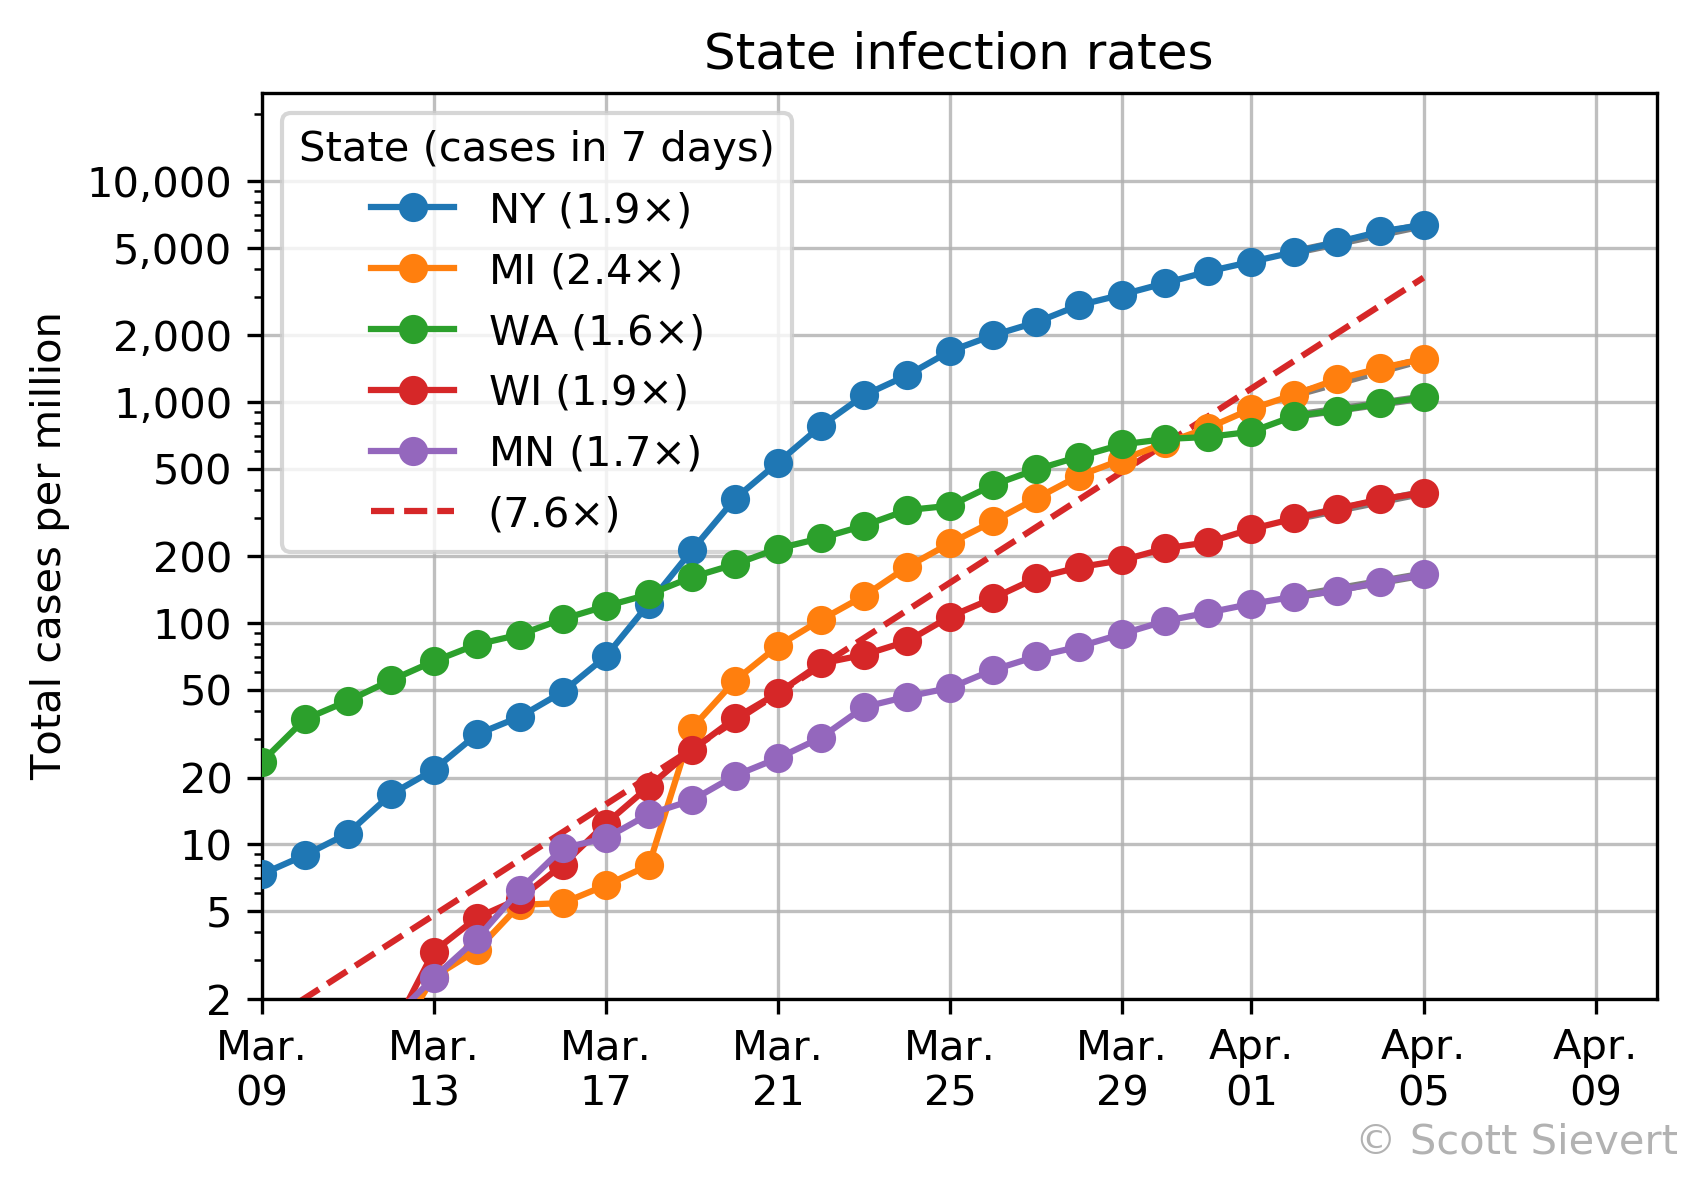 State infection rates
State (cases in 7 days)
NY (1.9×)
MI (2.4×)
WA (1.6×)
WI (1.9×)
MN (1.7×)
(7.6×)
Total cases per million
10,000
5,000
2,000
1,000
500
200
100
50
20
10
5
2
Mar. 09
Mar. 13
Mar. 17
Mar. 21
Mar. 25
Mar. 29
Apr. 01
Apr. 05
Apr. 09
© Scott Sievert